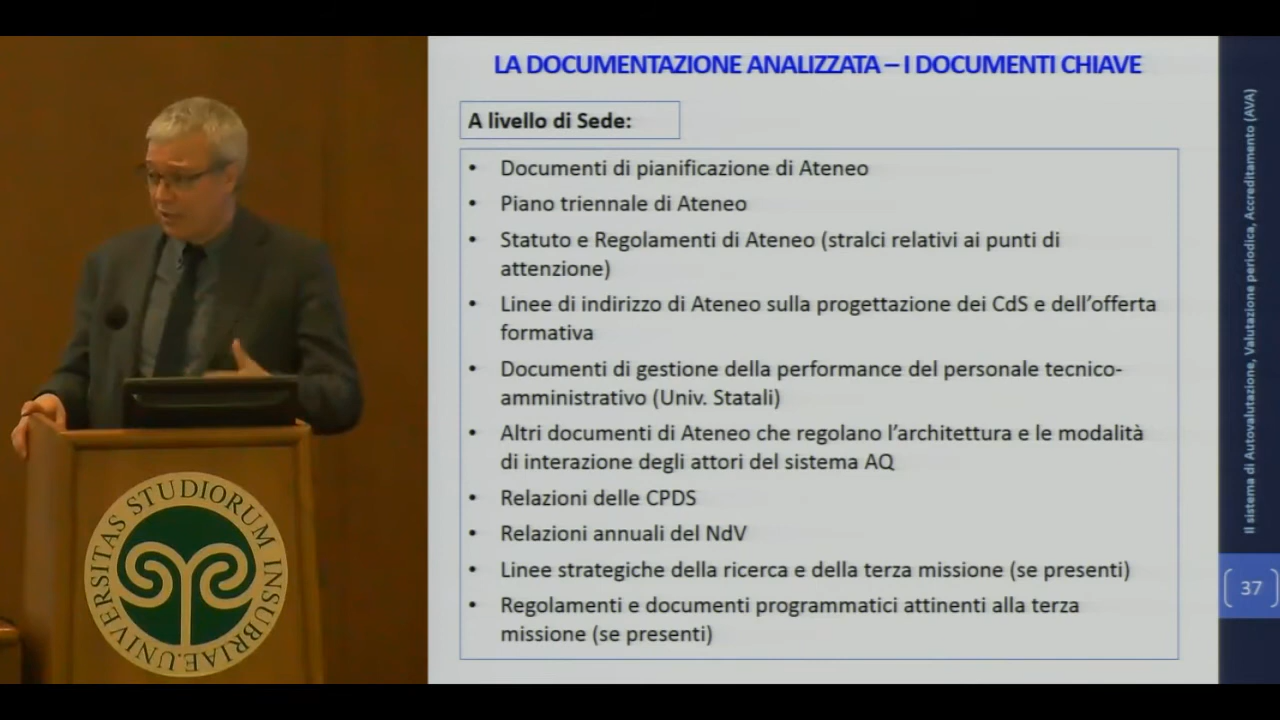 LA DOCUMENTAZIONE ANALIZZATA – I DOCUMENTI CHIAVE
A livello di Sede:
• Documenti di pianificazione di Ateneo
• Piano triennale di Ateneo
• Statuto e Regolamenti di Ateneo (stralci relativi ai punti di
attenzione)
• Linee di indirizzo di Ateneo sulla progettazione dei CdS e dell’offerta
formativa
• Documenti di gestione della performance del personale tecnico-
amministrativo (Univ. Statali)
• Altri documenti di Ateneo che regolano l’architettura e le modalità
di interazione degli attori del sistema AQ
• Relazioni delle CPDS
• Relazioni annuali del NdV
• Linee strategiche della ricerca e della terza missione (se presenti)
• Regolamenti e documenti programmatici attinenti alla terza
missione (se presenti)
Il sistema di Autovalutazione, Valutazione periodica, Accreditamento (AVA)
37
UNIVERSITAS STUDIORUM INSUBRIAE